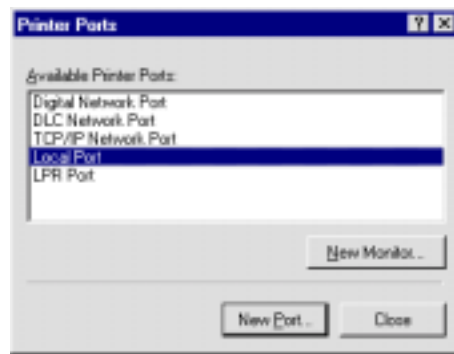 Printer Ports
Available Printer Ports:
Digital Network Port
DLC Network Port
TCP/IP Network Port
Local Port
LPR Port
New Monitor...
New Port...
Close